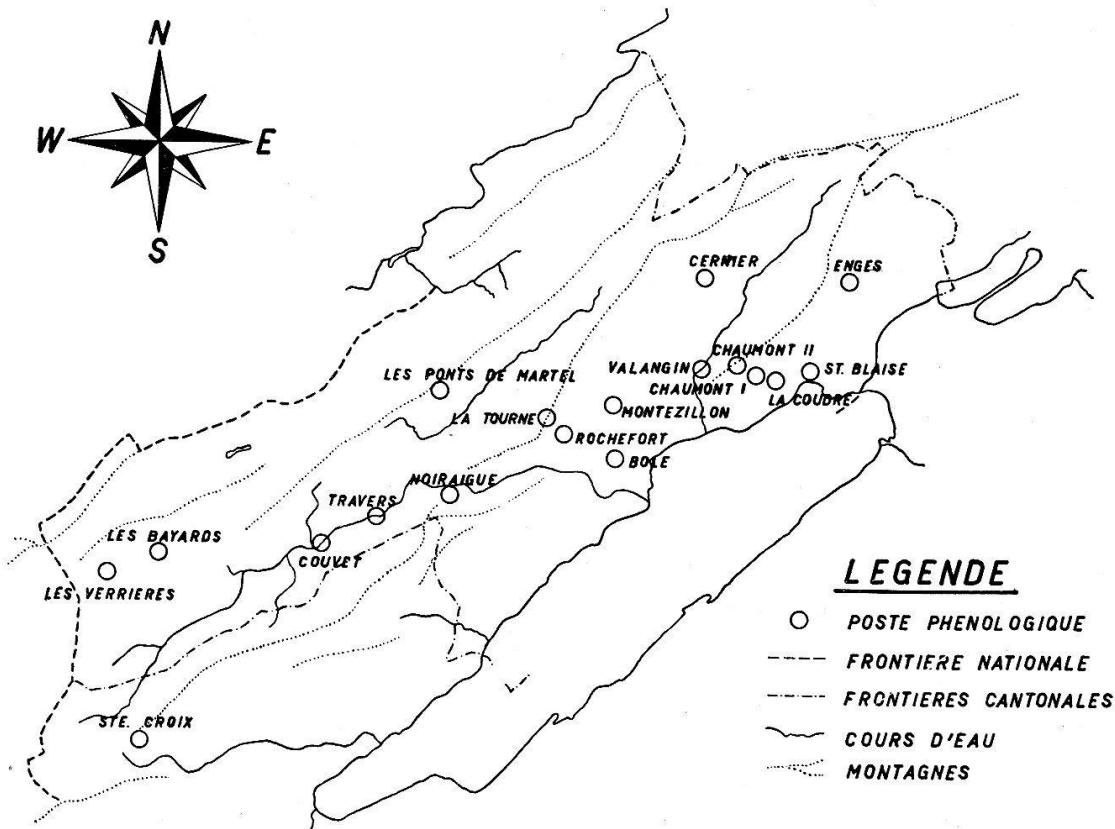 N
W E
S
CERNIER
ENGES
CHAUMONT II
VALANGIN
ST. BLAISE
LES PONTS DE MARTEL
CHAUMONT I
LA COUDRE
MONTEZILLON
LA TOURNE
ROCHEFORT
BOLE
NOIRAIGUE
TRAVERS
LES BAYARDS
COUVET
LES VERRIERES
STE. CROIX
LEGENDE
POSTE PHENOLOGIQUE
FRONTIERE NATIONALE
FRONTIERES CANTONALES
COURS D'EAU
MONTAGNES